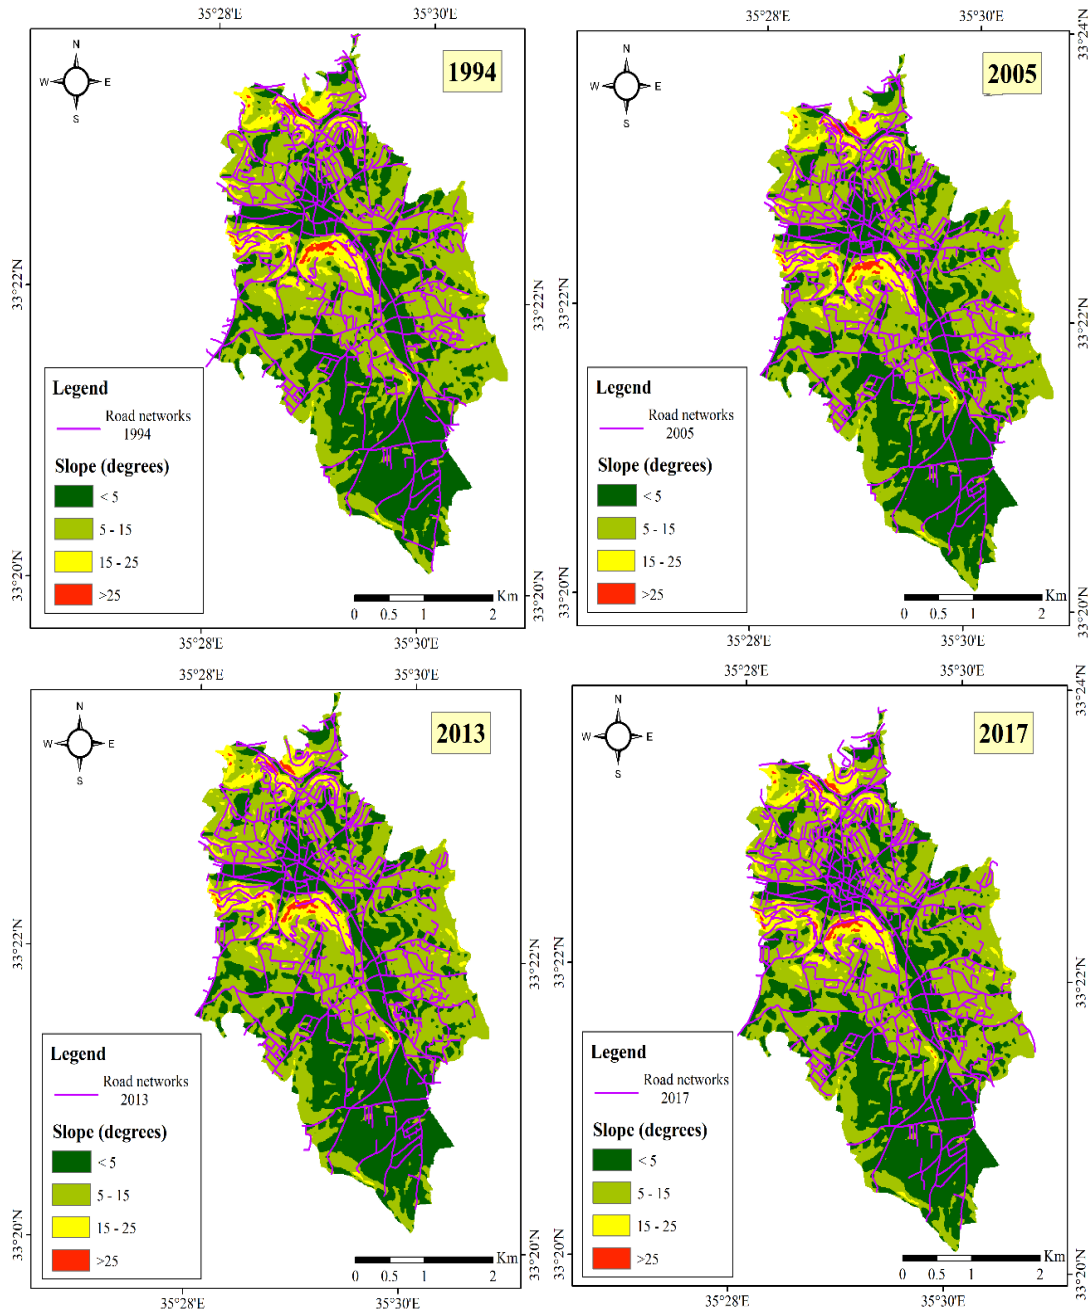 35°28'E 35°30'E
N
W E
S
1994
33°22'N
33°22'N
Legend
Road networks
1994
Slope (degrees)
< 5
5 - 15
15 - 25
>25
Km
0 0.5 1 2
33°20'N
33°20'N
35°28'E 35°30'E
35°28'E 35°30'E
33°24'N
N
W E
S
2005
33°22'N
33°22'N
Legend
Road networks
2005
Slope (degrees)
< 5
5 - 15
15 - 25
>25
Km
0 0.5 1 2
33°20'N
33°20'N
35°28'E 35°30'E
35°28'E 35°30'E
N
W E
S
2013
33°22'N
33°22'N
Legend
Road networks
2013
Slope (degrees)
< 5
5 - 15
15 - 25
>25
Km
0 0.5 1 2
33°20'N
33°20'N
35°28'E 35°30'E
35°28'E 35°30'E
33°24'N
N
W E
S
2017
33°22'N
33°22'N
Legend
Road networks
2017
Slope (degrees)
< 5
5 - 15
15 - 25
>25
Km
0 0.5 1 2
33°20'N
33°20'N
35°28'E 35°30'E